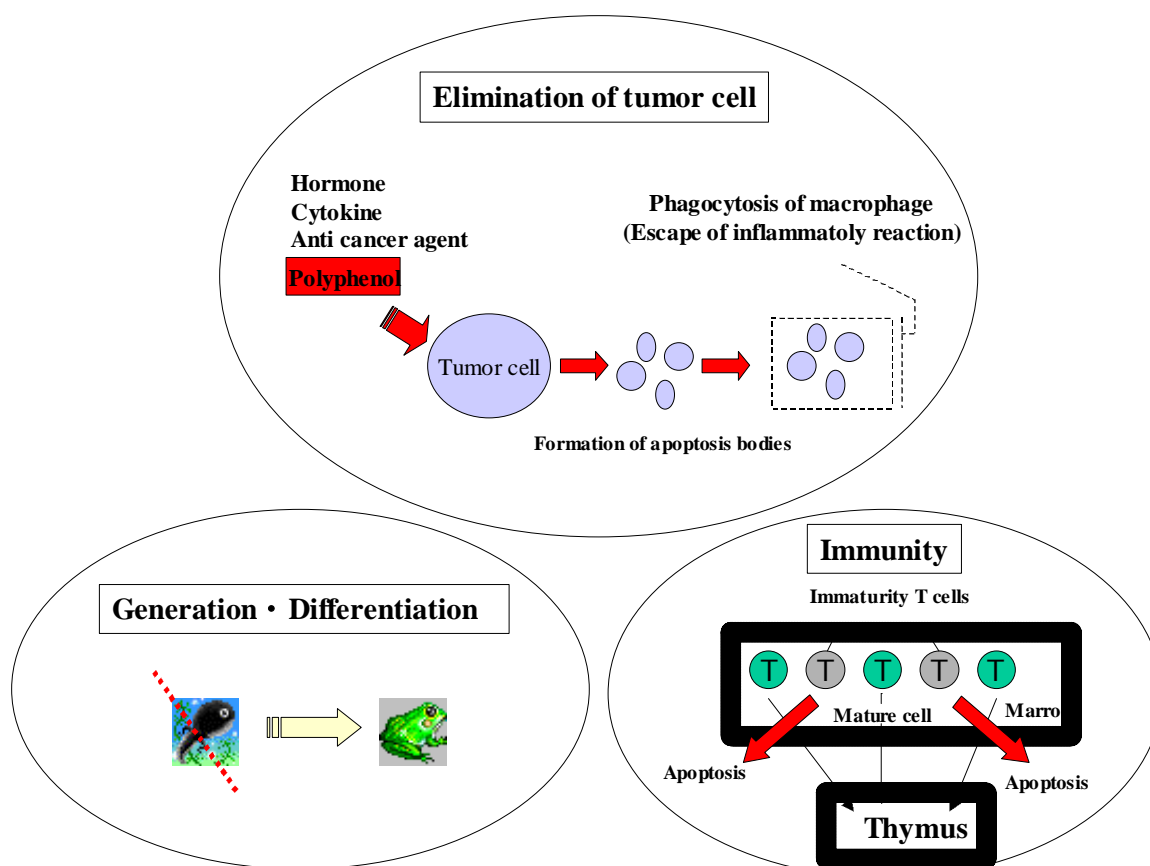 Elimination of tumor cell
Hormone
Cytokine
Anti cancer agent
Polyphenol
Phagocytosis of macrophage
(Escape of inflammatoly reaction)
Tumor cell
Formation of apoptosis bodies
Generation・Differentiation
Immunity
Immaturity T cells
T T T T T
Mature cell
Marro
Apoptosis
Apoptosis
Thymus